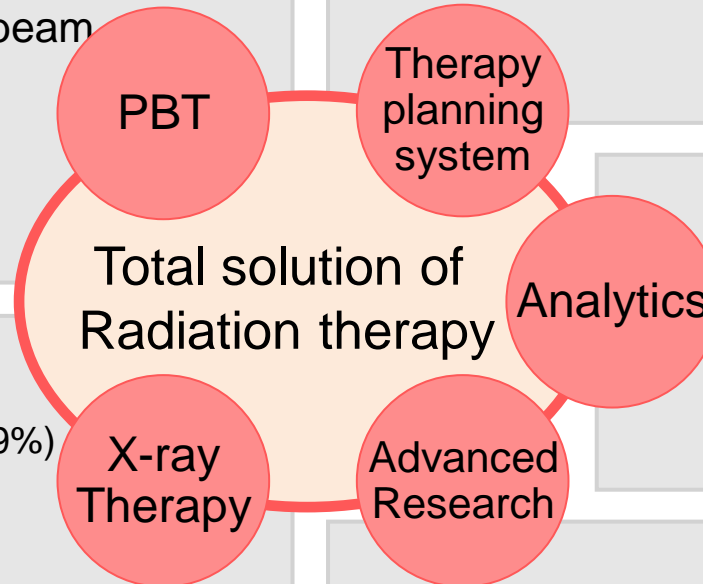 beam
PBT
Therapy
planning
system
Total solution of
Radiation therapy
Analytics
9%)
X-ray
Therapy
Advanced
Research